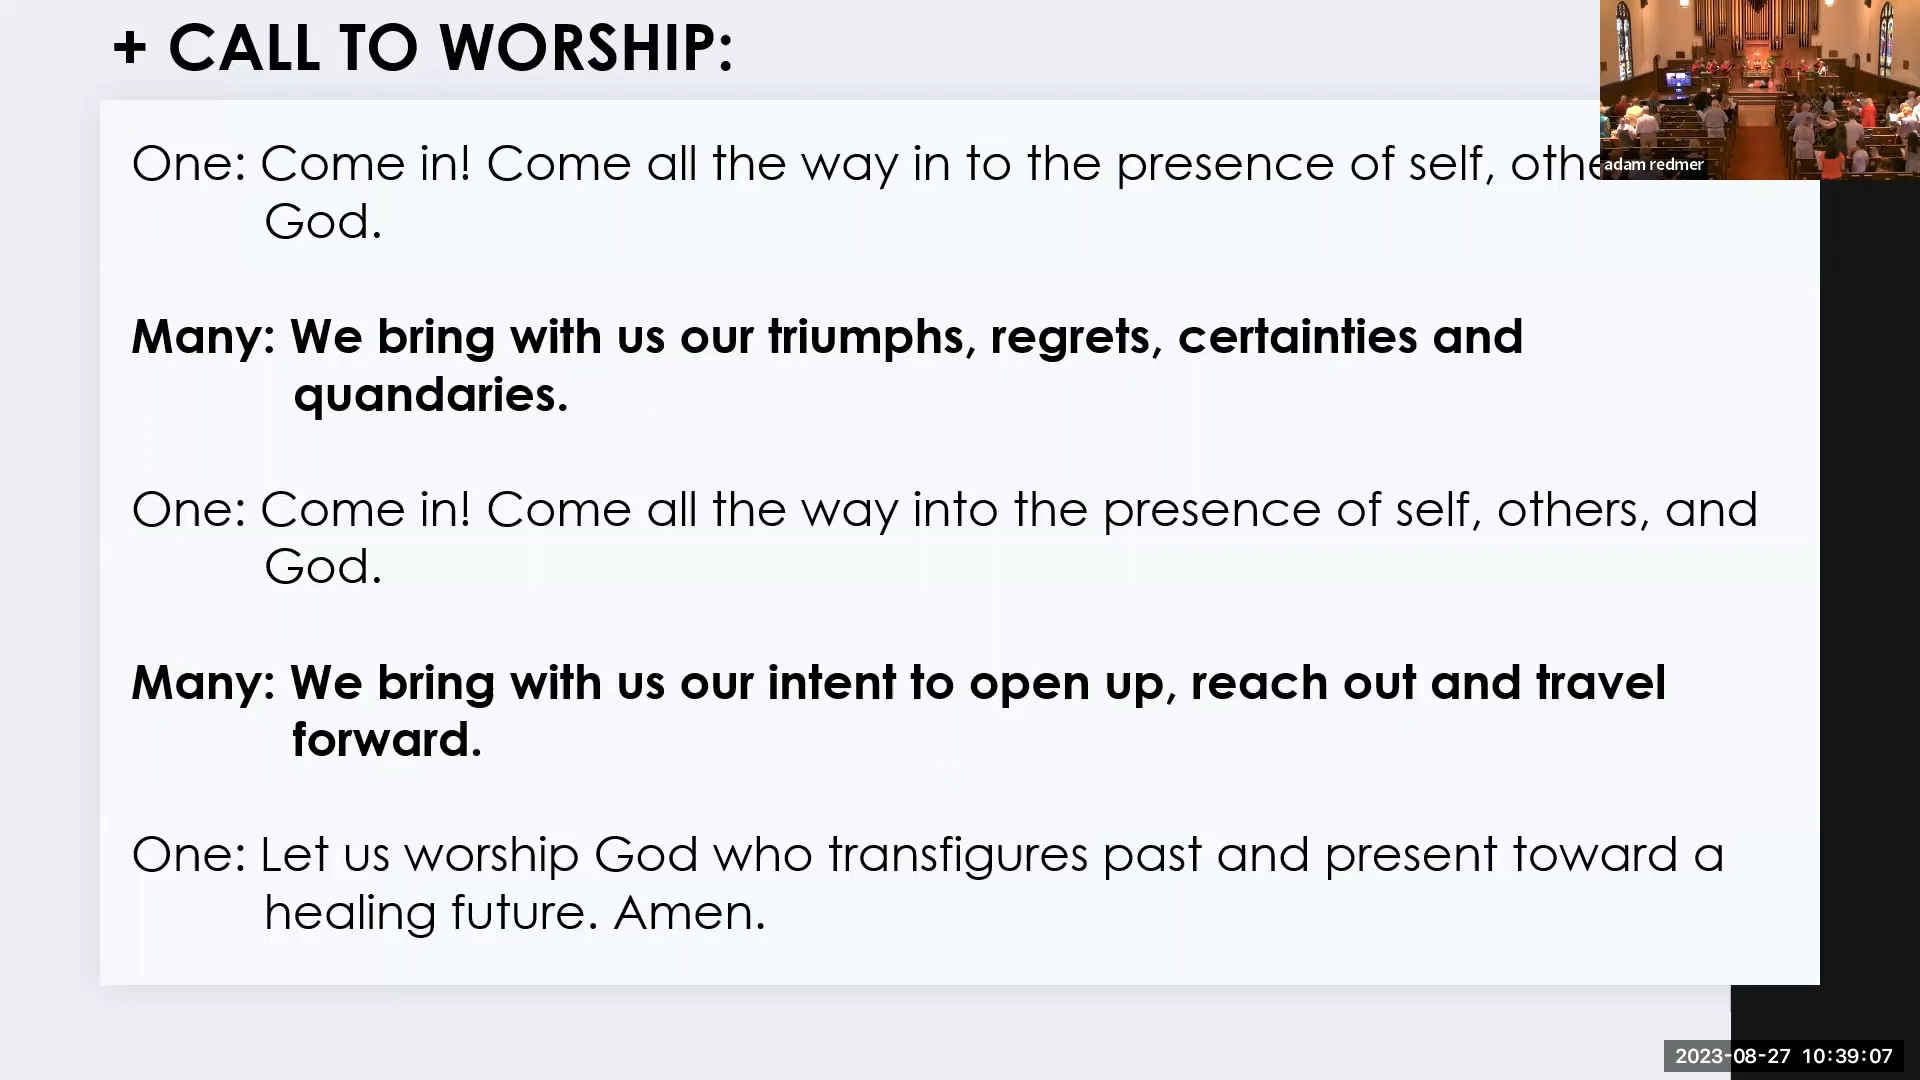 + CALL TO WORSHIP:
One: Come in! Come all the way in to the presence of self, othe
adam redmer
God.
Many: We bring with us our triumphs, regrets, certainties and
quandaries.
One: Come in! Come all the way into the presence of self, others, and
God.
Many: We bring with us our intent to open up, reach out and travel
forward.
One: Let us worship God who transfigures past and present toward a
healing future. Amen.
2023-08-27 10:39:07